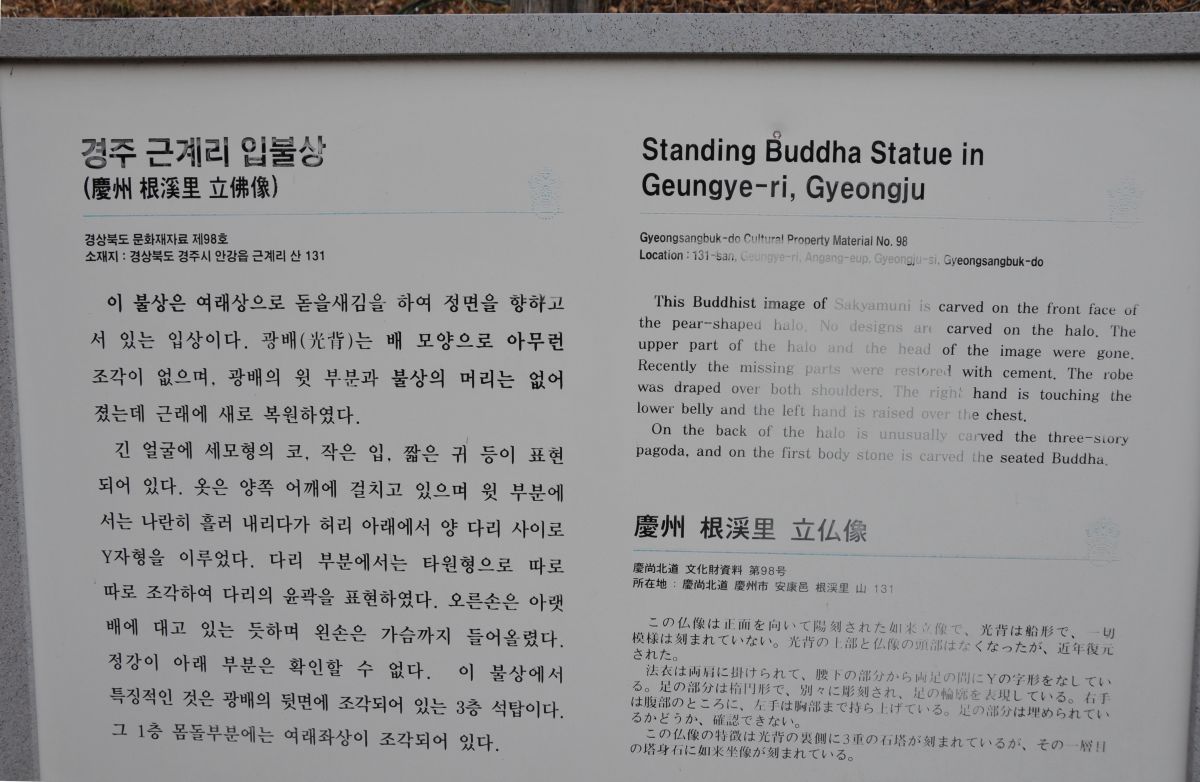 경주 근계리 입불상
(慶州 根溪里 立佛像)
경상북도 문화재자료 제98호
소재지 : 경상북도 경주시 안강읍 근계리 산 131
이 불상은 여래상으로 돋을새김을 하여 정면을 향하고
서 있는 입상이다. 광배(光背)는 배 모양으로 아무런
조각이 없으며, 광배의 윗 부분과 불상의 머리는 없어
졌는데 근래에 새로 복원하였다.
긴 얼굴에 세모형의 코, 작은 입, 짧은 귀 등이 표현
되어 있다. 옷은 양쪽 어깨에 걸치고 있으며 윗 부분에
서는 나란히 흘러 내리다가 허리 아래에서 양 다리 사이로
Y자형을 이루었다. 다리 부분에서는 타원형으로 따로
따로 조각하여 다리의 윤곽을 표현하였다. 오른손은 아랫
배에 대고 있는 듯하며 왼손은 가슴까지 들어올렸다.
정강이 아래 부분은 확인할 수 없다. 이 불상에서
특징적인 것은 광배의 뒷면에 조각되어 있는 3층 석탑이다.
그 1층 몸돌부분에는 여래좌상이 조각되어 있다.
Standing Buddha Statue in
Geungye-ri, Gyeongju
Gyeongsangbuk-do Cultural Property Material No. 98
Location : 131-san, Geungye-ri, Angang-eup, Gyeongju-si, Gyeongsangbuk-do
This Buddhist image of Sakyamuni is carved on the front face of
the pear-shaped halo. No designs are carved on the halo. The
upper part of the halo and the head of the image were gone.
Recently the missing parts were restored with cement. The robe
was draped over both shoulders. The right hand is touching the
lower belly and the left hand is raised over the chest.
On the back of the halo is unusually carved the three-story
pagoda, and on the first body stone is carved the seated Buddha.
慶州 根渓里 立仏像
慶尚北道 文化財資料 第98号
所在地 : 慶尚北道 慶州市 安康邑 根渓里 山 131
この仏像は正面を向いて陽刻された如来立像で、光背は船形で、一切
模様は刻まれていない。光背の上部と仏像の頭部はなくなったが、近年復元
された。
法衣は両肩に掛けられて、腰下の部分から両足の間にYの字形をなしてい
る。足の部分は楕円形で、別々に彫刻され、足の輪廓を表現している。右手
は腹部のところに、左手は胸部まで持ち上げている。足の部分は埋められてい
るかどうか、確認できない。
この仏像の特徴は光背の裏側に3重の石塔が刻まれているが、その一層目
の塔身石に如来坐像が刻まれている。